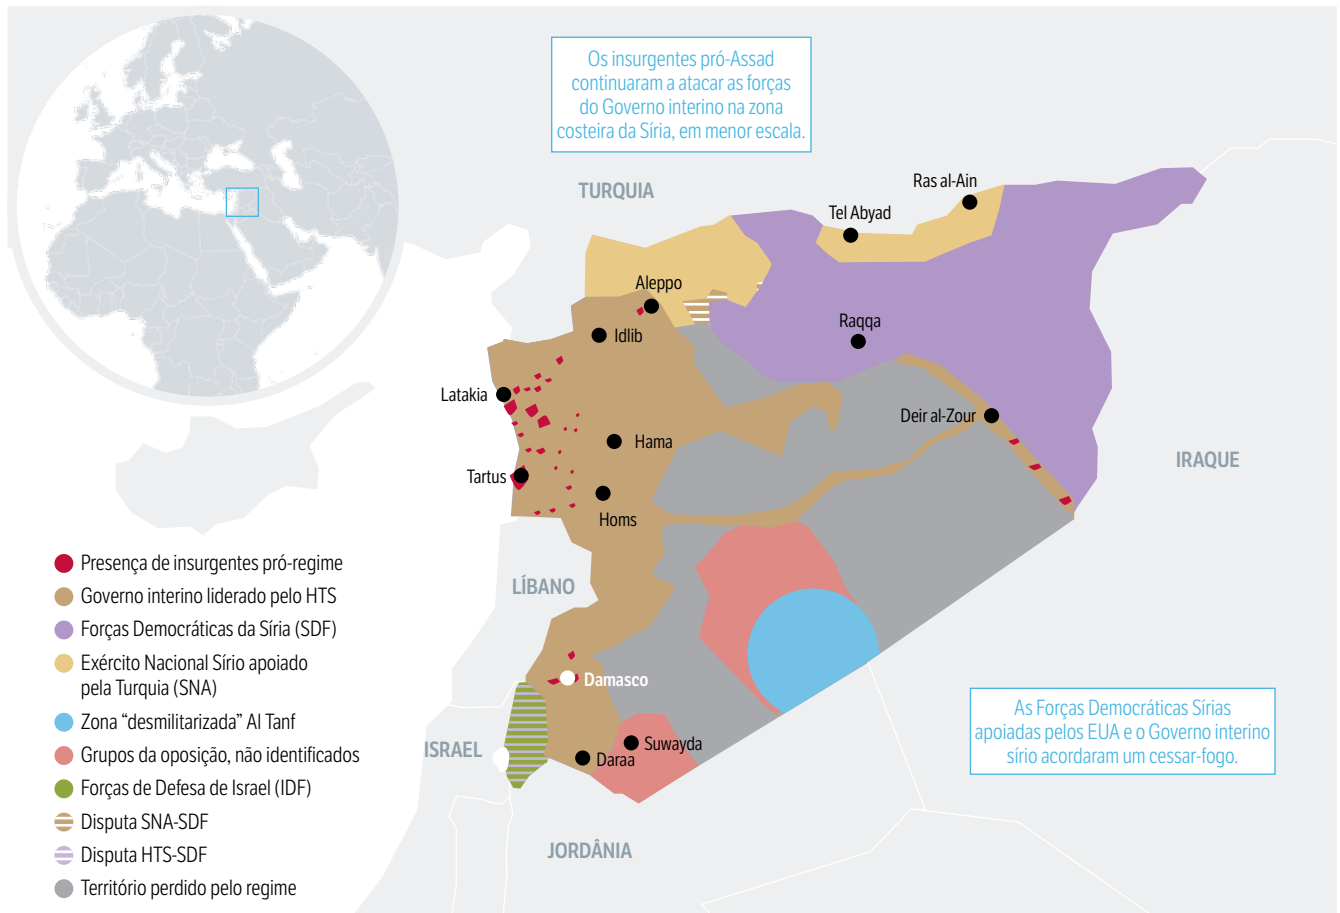 Os insurgentes pró-Assad
continuaram a atacar as forças
do Governo interino na zona
costeira da Síria, em menor escala.
TURQUIA
Ras al-Ain
Tel Abyad
Aleppo
Idlib
Raqqa
Latakia
Deir al-Zour
Hama
IRAQUE
Tartus
Homs
LÍBANO
Damasco
ISRAEL
Suwayda
Daraa
JORDÂNIA
Presença de insurgentes pró-regime
Governo interino liderado pelo HTS
Forças Democráticas da Síria (SDF)
Exército Nacional Sírio apoiado
pela Turquia (SNA)
Zona “desmilitarizada” Al Tanf
Grupos da oposição, não identificados
Forças de Defesa de Israel (IDF)
Disputa SNA-SDF
Disputa HTS-SDF
Território perdido pelo regime
As Forças Democráticas Sírias
apoiadas pelos EUA e o Governo interino
sírio acordaram um cessar-fogo.